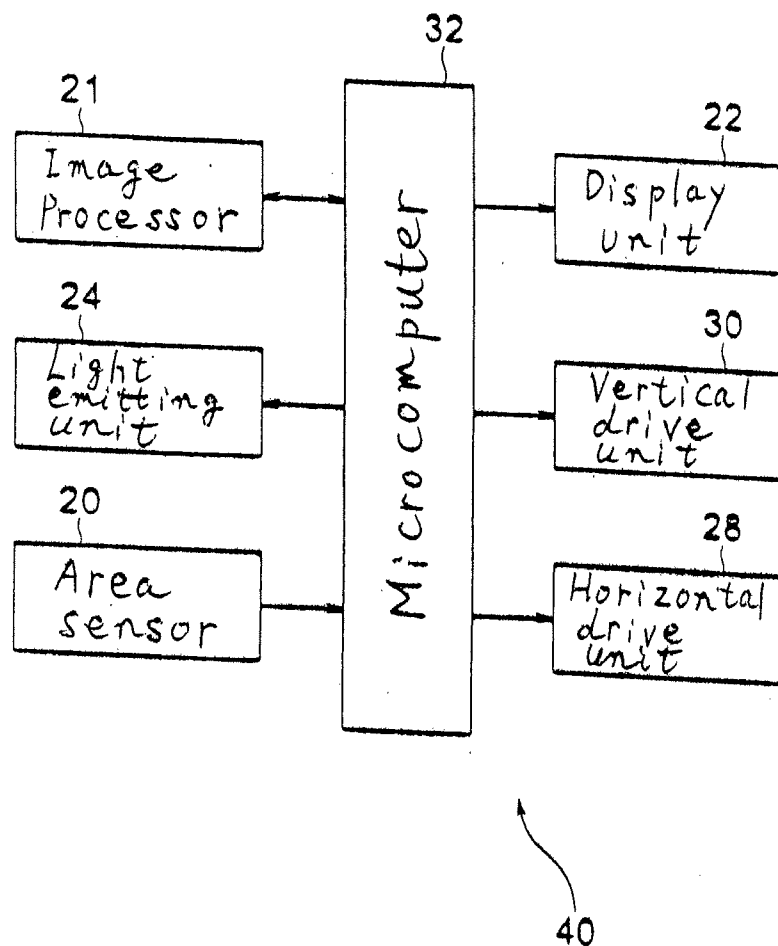 32
21
Image
Processor
24
Light
emitting
unit
20
Area
sensor
Microcomputer
22
Display
unit
30
Vertical
drive
unit
28
Horizontal
drive
unit
40